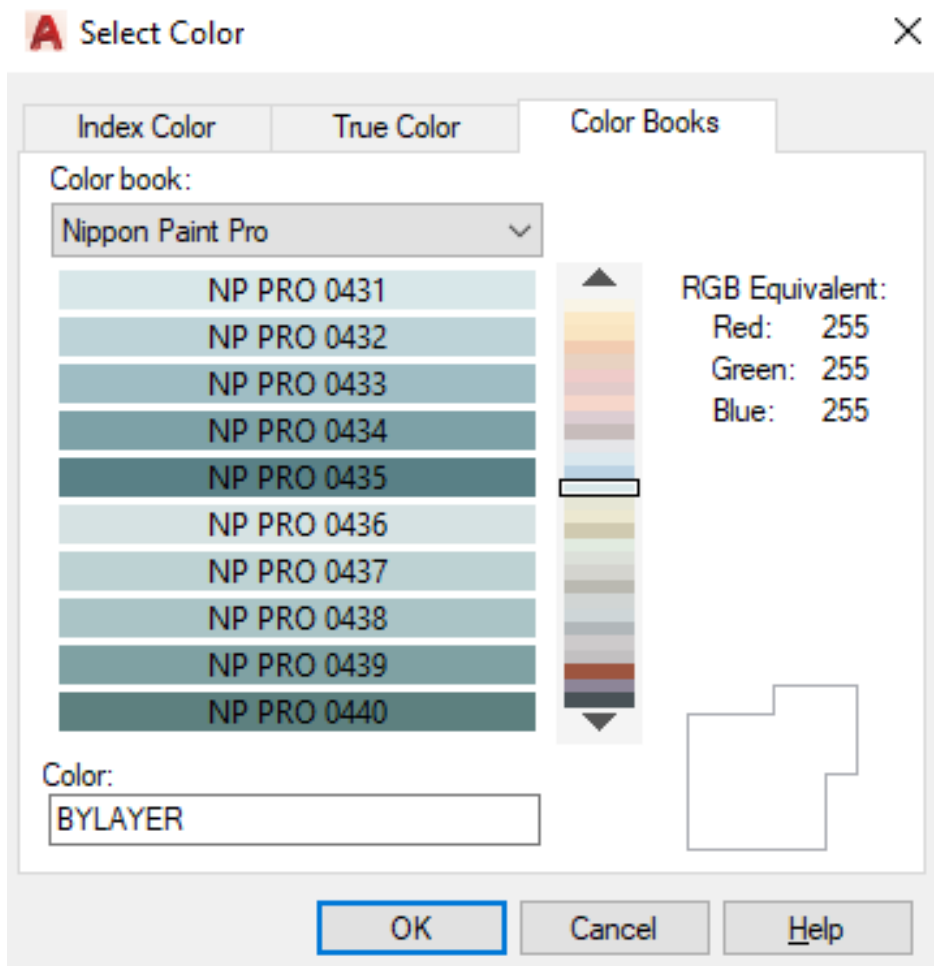 Select Color
Index Color
True Color
Color Books
Color book:
Nippon Paint Pro
NP PRO 0431
NP PRO 0432
NP PRO 0433
NP PRO 0434
NP PRO 0435
NP PRO 0436
NP PRO 0437
NP PRO 0438
NP PRO 0439
NP PRO 0440
RGB Equivalent:
Red: 255
Green: 255
Blue: 255
Color:
BYLAYER
OK
Cancel
Help